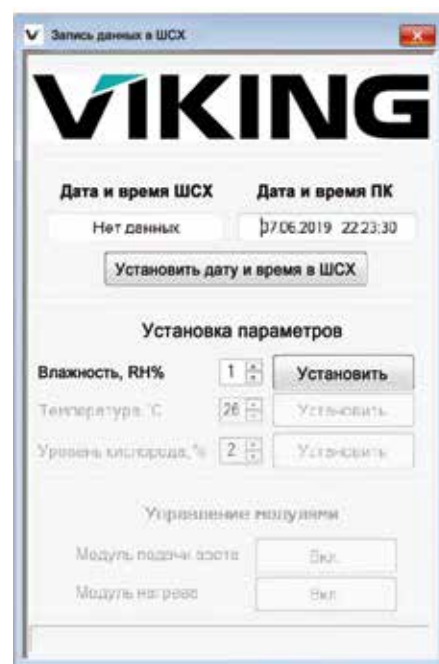 Запись данных в ШСХ
VIKING
Дата и время ШСХ Дата и время ПК
Нет данных 07.06.2019 22:23:30
Установить дату и время в ШСХ
Установка параметров
Влажность, RH% 1 Установить
Температура, °C 26 Установить
Уровень кислорода, % 2 Установить
Управление модулями
Модуль подачи азота Вкл.
Модуль нагрева Вкл.